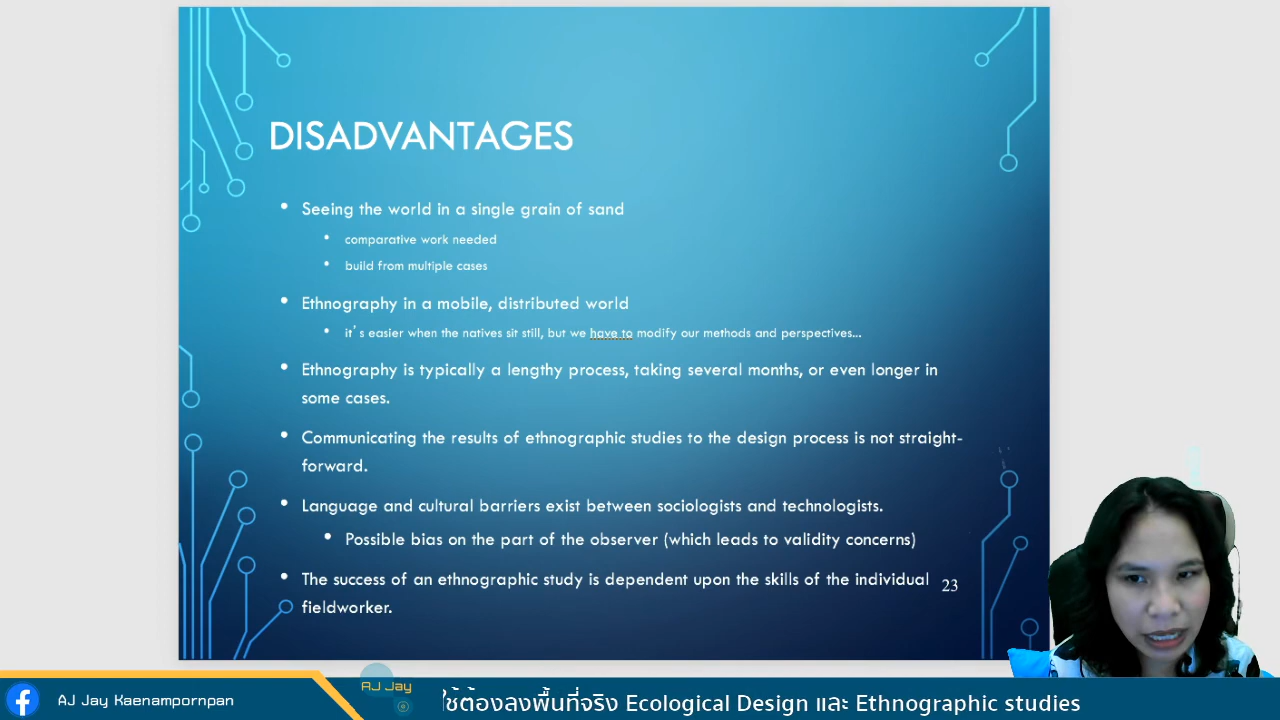 DISADVANTAGES
• Seeing the world in a single grain of sand
• comparative work needed
• build from multiple cases
• Ethnography in a mobile, distributed world
• it's easier when the natives sit still, but we have to modify our methods and perspectives...
• Ethnography is typically a lengthy process, taking several months, or even longer in
some cases.
• Communicating the results of ethnographic studies to the design process is not straight-
forward.
• Language and cultural barriers exist between sociologists and technologists.
• Possible bias on the part of the observer (which leads to validity concerns)
• The success of an ethnographic study is dependent upon the skills of the individual
fieldworker.
23
AJ Jay Kaenampornpan
AJ Jay
ใช้ต้องลงพื้นที่จริง Ecological Design และ Ethnographic studies